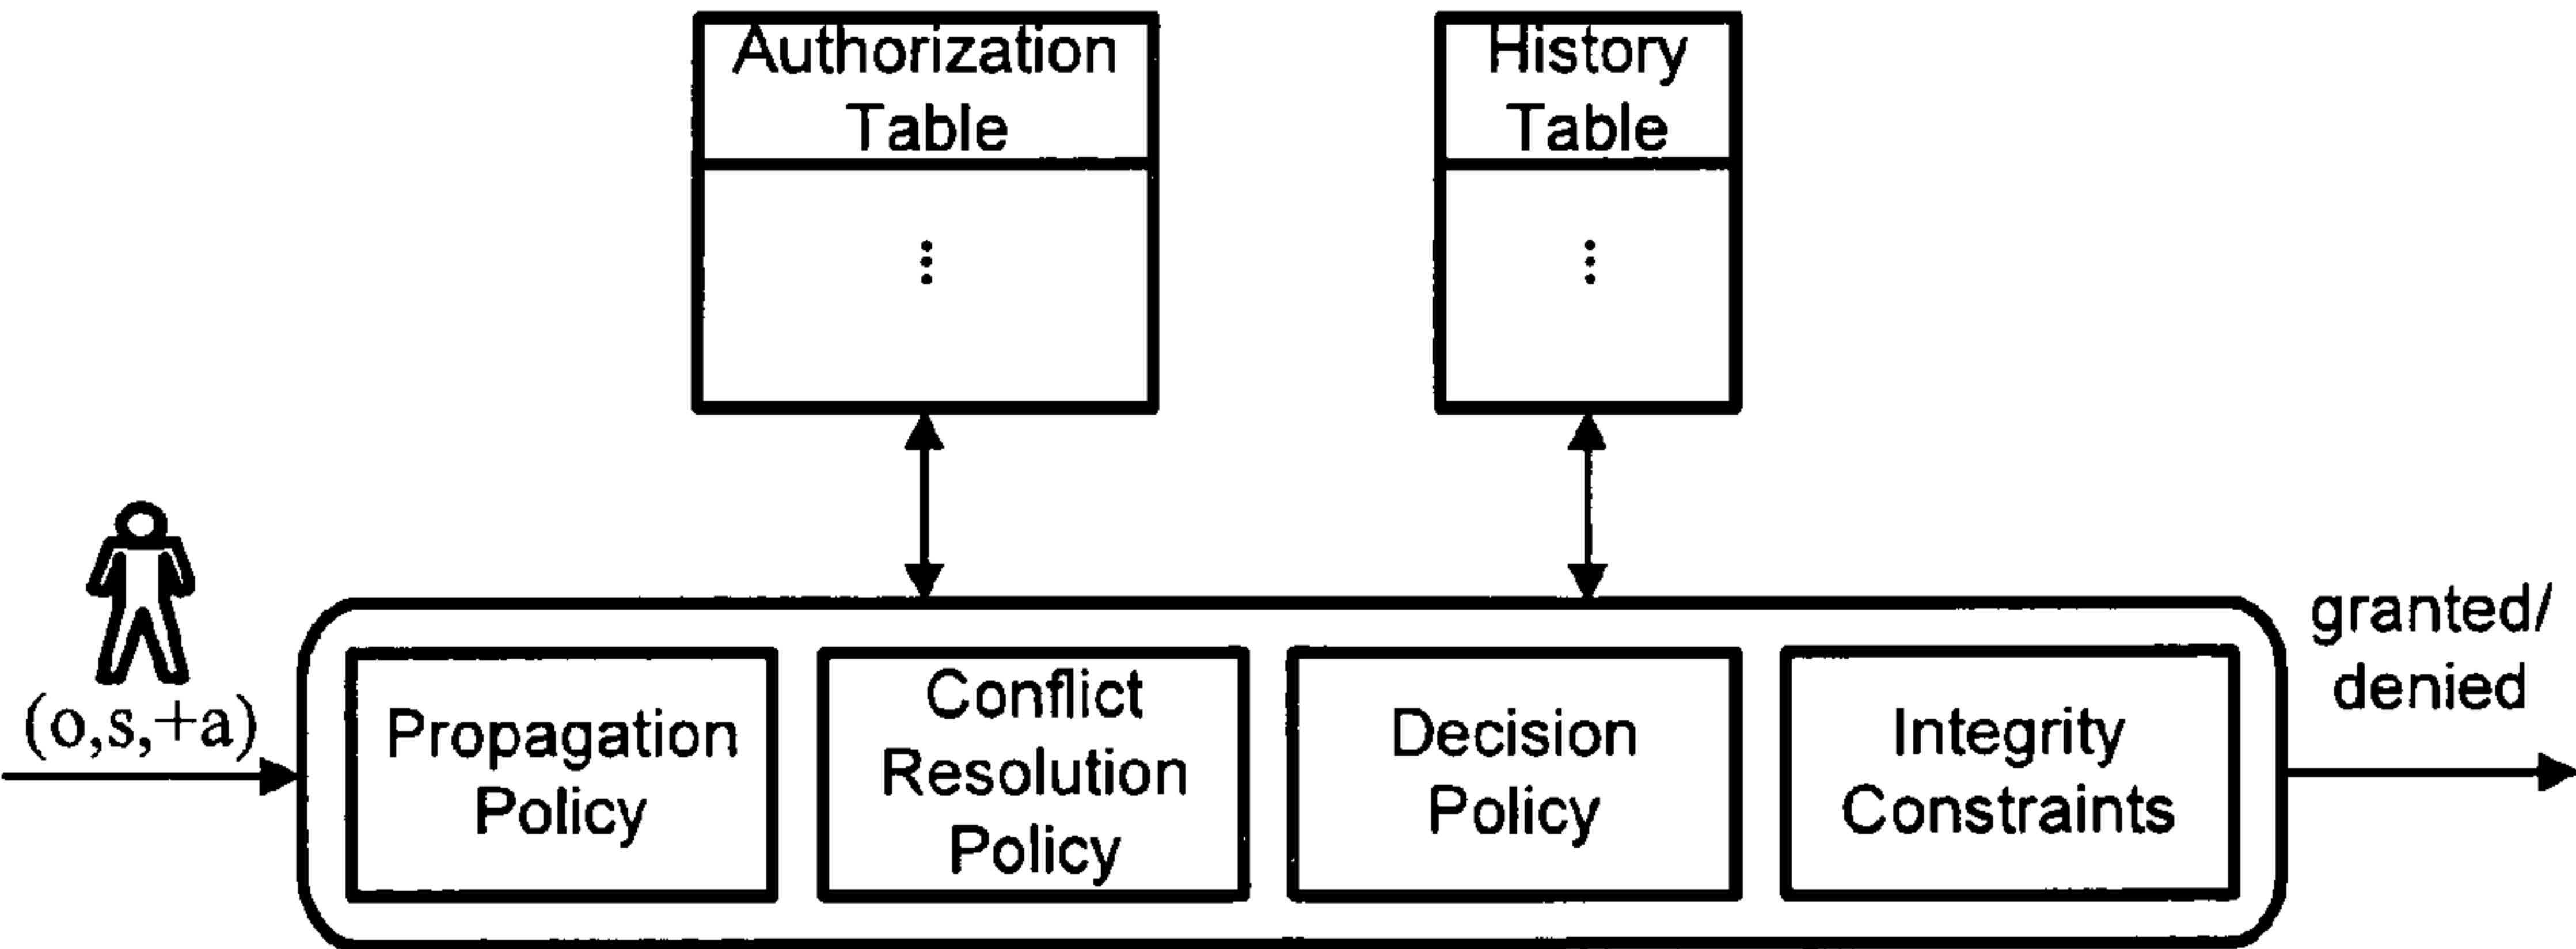 Authorization
Table
⋮
History
Table
⋮
(o,s,+a)
Propagation
Policy
Conflict
Resolution
Policy
Decision
Policy
Integrity
Constraints
granted/
denied